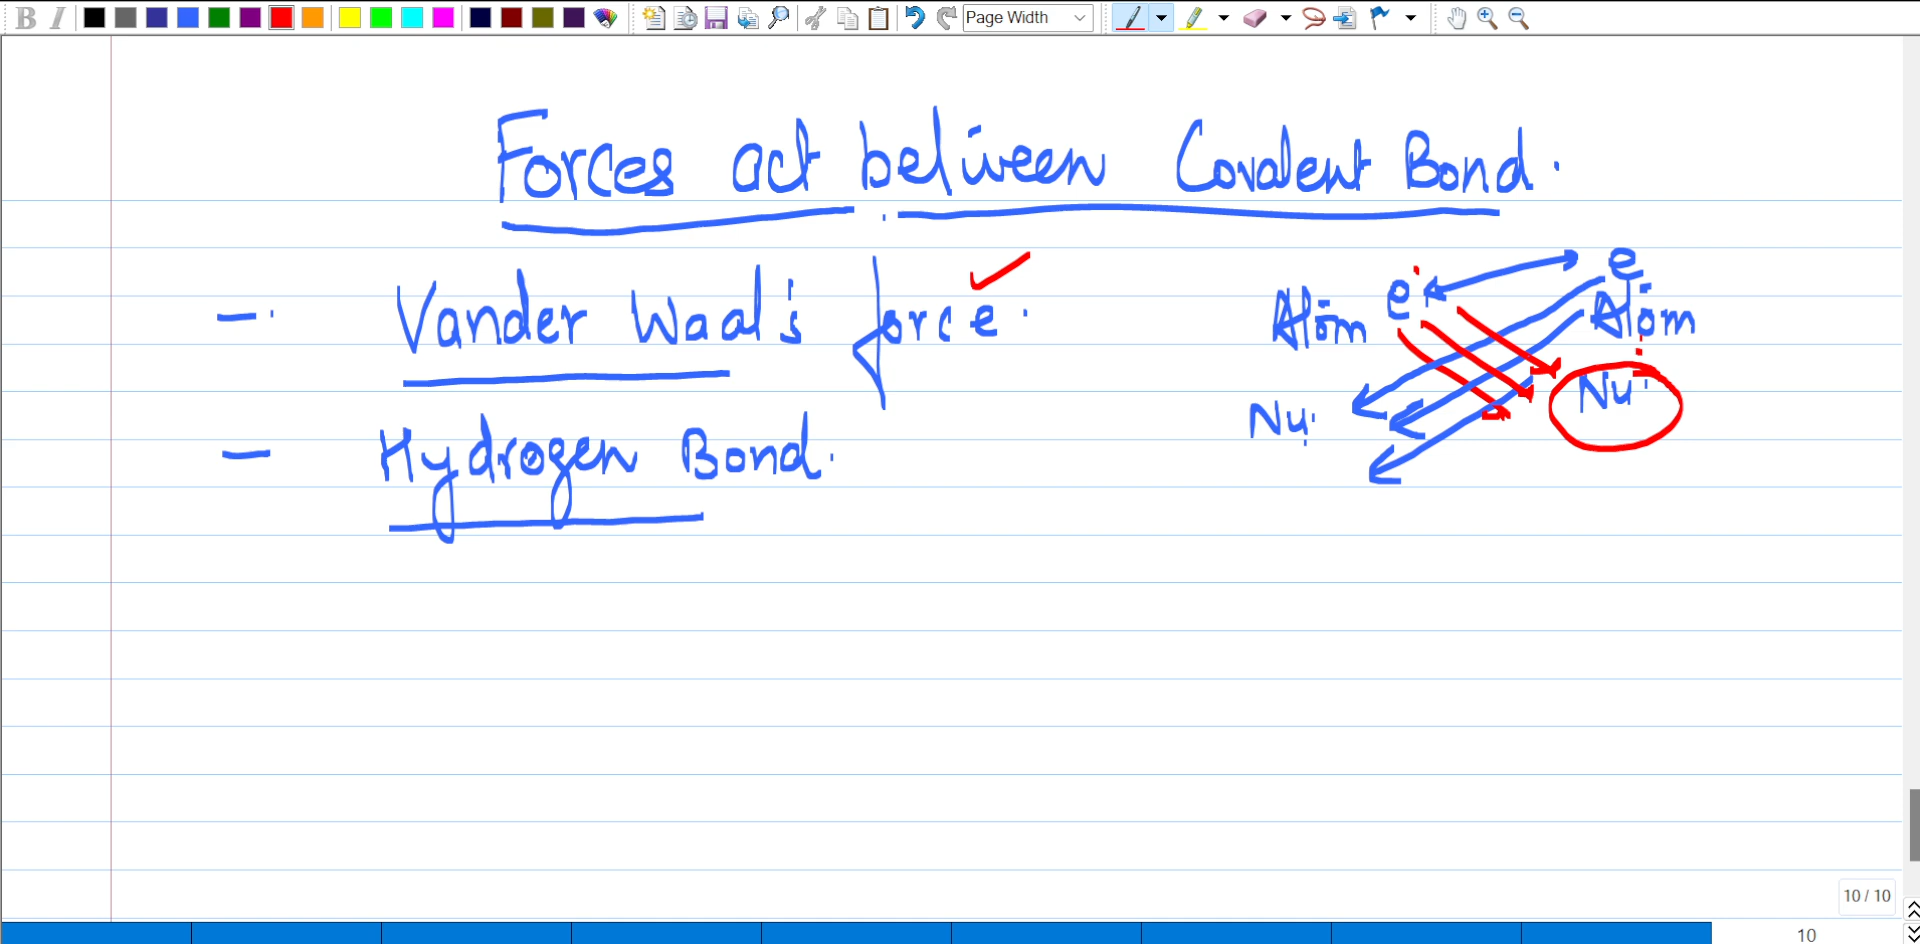 B I Page Width
Forces act between Covalent Bond.
- Vander Waal's force.
- Hydrogen Bond.
e e
Atom Atom
Nu Nu
10 / 10
10